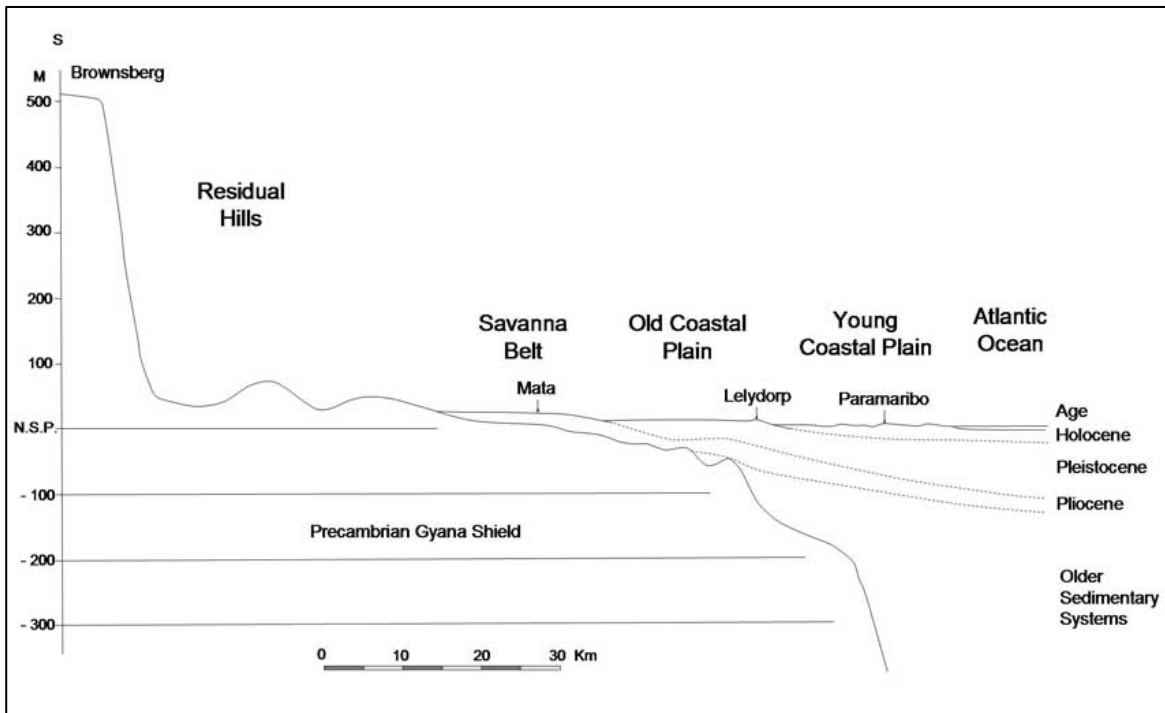 S
M
Brownsberg
500
400
300
200
100
N.S.P.
- 100
- 200
- 300
Residual
Hills
Savanna
Belt
Mata
Old Coastal
Plain
Lelydorp
Young
Coastal Plain
Paramaribo
Atlantic
Ocean
Age
Holocene
Pleistocene
Pliocene
Older
Sedimentary
Systems
Precambrian Gyana Shield
0 10 20 30 Km